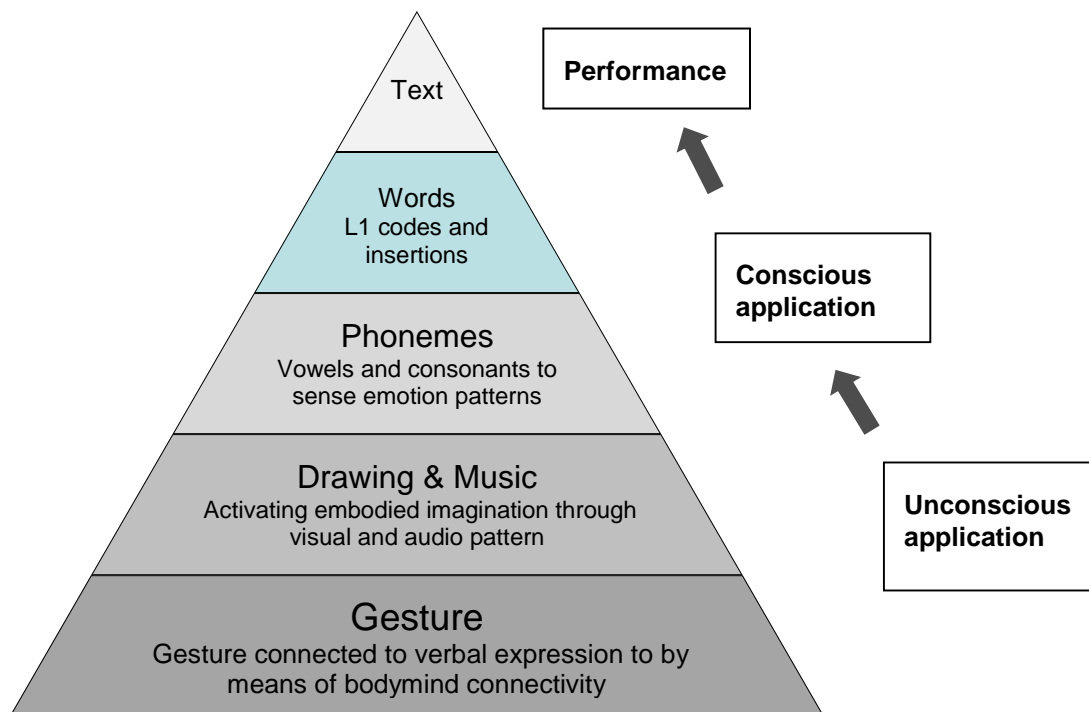 Text
Performance
Words
L1 codes and
insertions
Conscious
application
Phonemes
Vowels and consonants to
sense emotion patterns
Drawing & Music
Activating embodied imagination through
visual and audio pattern
Unconscious
application
Gesture
Gesture connected to verbal expression to by
means of bodymind connectivity